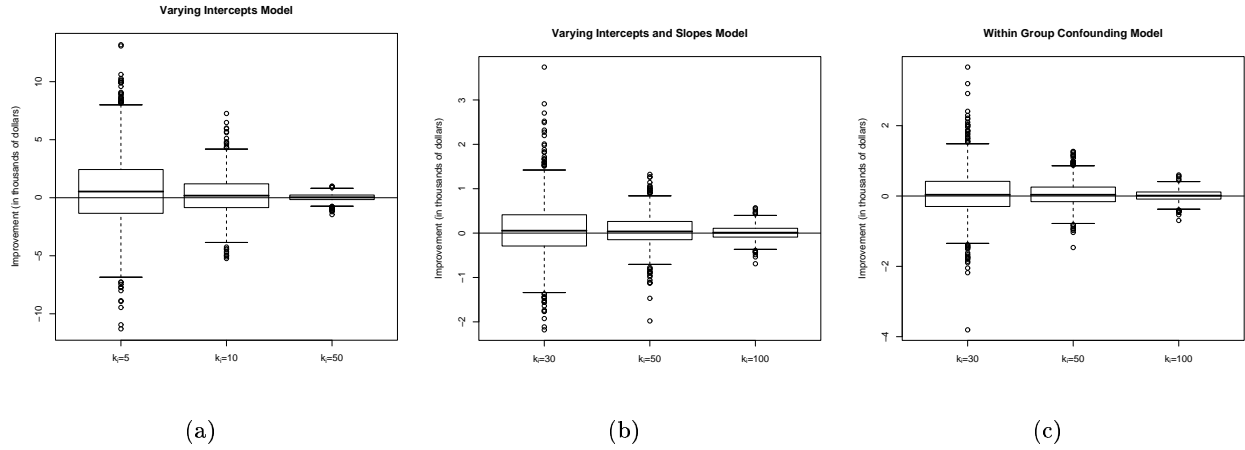 Varying Intercepts Model
Improvement (in thousands of dollars)
10
5
0
−5
−10
kᵢ=5
kᵢ=10
kᵢ=50
(a)
Varying Intercepts and Slopes Model
Improvement (in thousands of dollars)
3
2
1
0
−1
−2
kᵢ=30
kᵢ=50
kᵢ=100
(b)
Within Group Confounding Model
Improvement (in thousands of dollars)
2
0
−2
−4
kᵢ=30
kᵢ=50
kᵢ=100
(c)